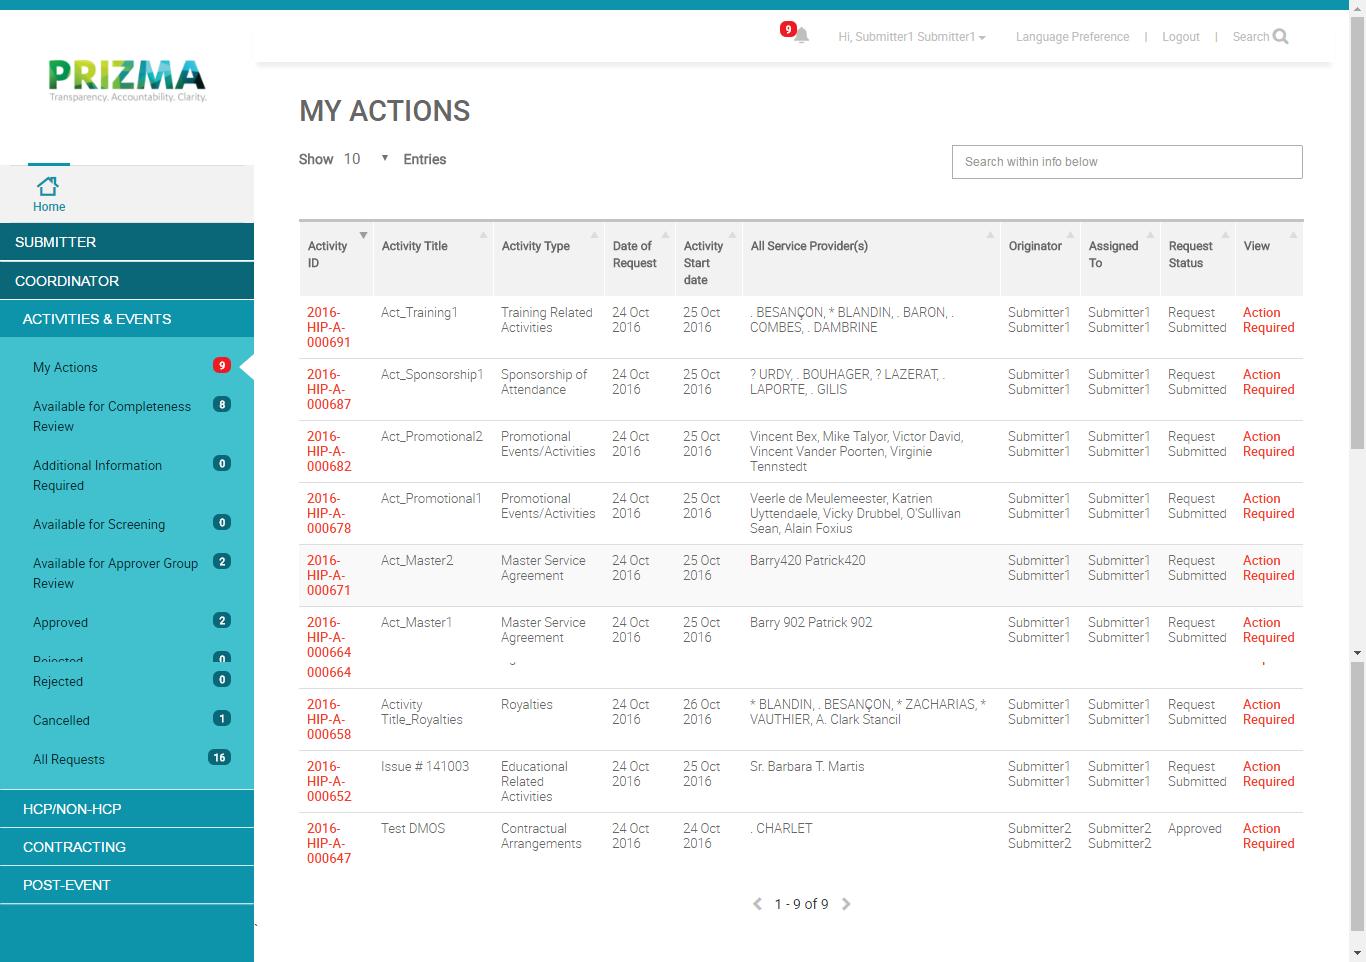 9
Hi, Submitter1 Submitter1
Language Preference | Logout | Search
PRIZMA
Transparency. Accountability. Clarity.
Home
SUBMITTER
COORDINATOR
ACTIVITIES & EVENTS
My Actions 9
Available for Completeness 8
Review
Additional Information 0
Required
Available for Screening 0
Available for Approver Group 2
Review
Approved 2
Rejected 0
Rejected 0
Cancelled 1
All Requests 16
HCP/NON-HCP
CONTRACTING
POST-EVENT
MY ACTIONS
Show 10 Entries
Search within info below
Activity Activity Title Activity Type Date of Activity All Service Provider(s) Originator Assigned Request View
ID Request Start To Status
date
2016- Act_Training1 Training Related 24 Oct 25 Oct . BESANÇON, * BLANDIN, . BARON, . Submitter1 Submitter1 Request Action
HIP-A- Activities 2016 2016 COMBES, . DAMBRINE Submitter1 Submitter1 Submitted Required
000691
2016- Act_Sponsorship1 Sponsorship of 24 Oct 25 Oct ? URDY, . BOUHAGER, ? LAZERAT, . Submitter1 Submitter1 Request Action
HIP-A- Attendance 2016 2016 LAPORTE, . GILIS Submitter1 Submitter1 Submitted Required
000687
2016- Act_Promotional2 Promotional 24 Oct 25 Oct Vincent Bex, Mike Talyor, Victor David, Submitter1 Submitter1 Request Action
HIP-A- Events/Activities 2016 2016 Vincent Vander Poorten, Virginie Submitter1 Submitter1 Submitted Required
000682 Tennstedt
2016- Act_Promotional1 Promotional 24 Oct 25 Oct Veerle de Meulemeester, Katrien Submitter1 Submitter1 Request Action
HIP-A- Events/Activities 2016 2016 Uyttendaele, Vicky Drubbel, O'Sullivan Submitter1 Submitter1 Submitted Required
000678 Sean, Alain Foxius
2016- Act_Master2 Master Service 24 Oct 25 Oct Barry420 Patrick420 Submitter1 Submitter1 Request Action
HIP-A- Agreement 2016 2016 Submitter1 Submitter1 Submitted Required
000671
2016- Act_Master1 Master Service 24 Oct 25 Oct Barry 902 Patrick 902 Submitter1 Submitter1 Request Action
HIP-A- Agreement 2016 2016 Submitter1 Submitter1 Submitted Required
000664
000664
2016- Activity Royalties 24 Oct 26 Oct * BLANDIN, . BESANÇON, * ZACHARIAS, * Submitter1 Submitter1 Request Action
HIP-A- Title_Royalties 2016 2016 VAUTHIER, A. Clark Stancil Submitter1 Submitter1 Submitted Required
000658
2016- Issue # 141003 Educational 24 Oct 25 Oct Sr. Barbara T. Martis Submitter1 Submitter1 Request Action
HIP-A- Related 2016 2016 Submitter1 Submitter1 Submitted Required
000652 Activities
2016- Test DMOS Contractual 24 Oct 24 Oct . CHARLET Submitter2 Submitter2 Approved Action
HIP-A- Arrangements 2016 2016 Submitter2 Submitter2 Required
000647
1 - 9 of 9